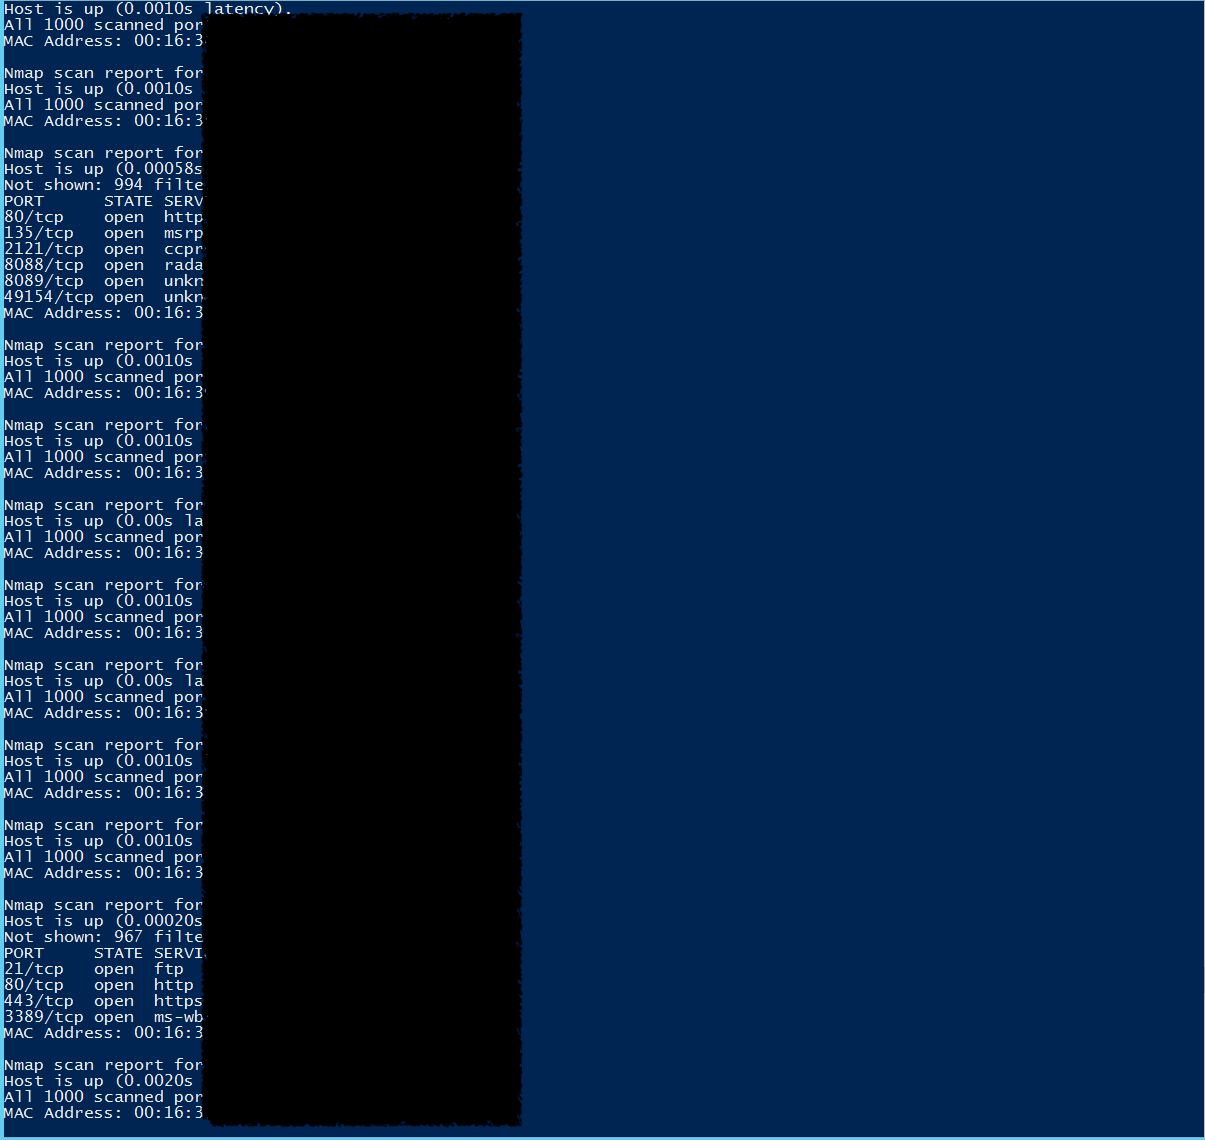 Host is up (0.0010s latency).
All 1000 scanned por
MAC Address: 00:16:3
Nmap scan report for
Host is up (0.0010s
All 1000 scanned por
MAC Address: 00:16:3
Nmap scan report for
Host is up (0.00058s
Not shown: 994 filte
PORT STATE SERV
80/tcp open http
135/tcp open msrp
2121/tcp open ccpr
8088/tcp open rada
8089/tcp open unkn
49154/tcp open unkn
MAC Address: 00:16:3
Nmap scan report for
Host is up (0.0010s
All 1000 scanned por
MAC Address: 00:16:3
Nmap scan report for
Host is up (0.0010s
All 1000 scanned por
MAC Address: 00:16:3
Nmap scan report for
Host is up (0.00s la
All 1000 scanned por
MAC Address: 00:16:3
Nmap scan report for
Host is up (0.0010s
All 1000 scanned por
MAC Address: 00:16:3
Nmap scan report for
Host is up (0.00s la
All 1000 scanned por
MAC Address: 00:16:3
Nmap scan report for
Host is up (0.0010s
All 1000 scanned por
MAC Address: 00:16:3
Nmap scan report for
Host is up (0.0010s
All 1000 scanned por
MAC Address: 00:16:3
Nmap scan report for
Host is up (0.00020s
Not shown: 967 filte
PORT STATE SERVI
21/tcp open ftp
80/tcp open http
443/tcp open https
3389/tcp open ms-wb
MAC Address: 00:16:3
Nmap scan report for
Host is up (0.0020s
All 1000 scanned por
MAC Address: 00:16:3